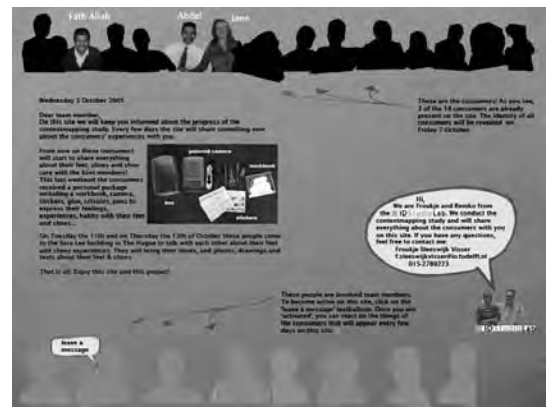 Fath-Allah
Abdel
Jann
Wednesday 5 October 2005
Dear team member,
On this site we will keep you informed about the progress of the
contextmapping study. Every few days the site will share something new
about the consumers' experiences with you.
From now on these consumers
will start to share everything
about their feet, shoes and shoe
care with the Kiwi members!
This last weekend the consumers
received a personal package
including a workbook, camera,
stickers, glue, scissors, pens to
express their feelings,
experiences, habits with their feet
and shoes...
polaroid camera
workbook
box
stickers
On Tuesday the 11th and on Thursday the 13th of October these people come
to the Sara Lee building in The Hague to talk with each other about their feet
and shoes experiences. They will bring their shoes, and photos, drawings and
texts about their feet & shoes
That is all. Enjoy this site and this project!
These are the consumers! As you see,
3 of the 14 consumers are already
present on the site. The identity of all
consumers will be revealed on
Friday 7 October.
Hi,
We are Froukje and Remko from
the ID StudioLab. We conduct the
contextmapping study and will share
everything about the consumers with you
on this site. If you have any questions,
feel free to contact me:
Froukje Sleeswijk Visser
f.sleeswijkvisser@io.tudelft.nl
015-2789223
These people are involved team members.
To become active on this site, click on the
'leave a message' textballoon. Once you are
'activated', you can react on the things of
the consumers that will appear every few
days on this site.
leave a
message